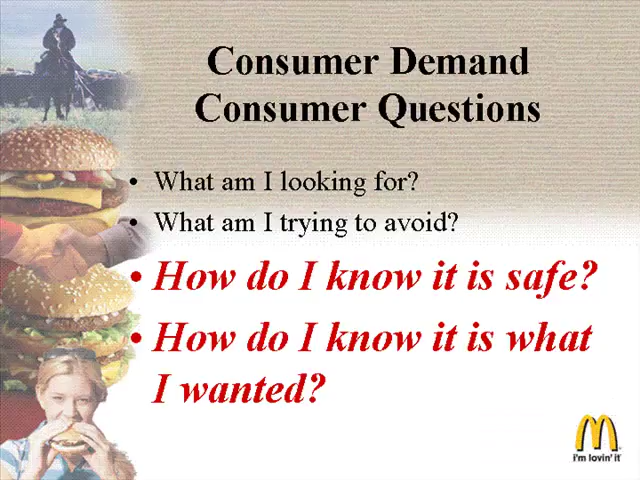 Consumer Demand
Consumer Questions
• What am I looking for?
• What am I trying to avoid?
• How do I know it is safe?
• How do I know it is what
I wanted?
i'm lovin' it